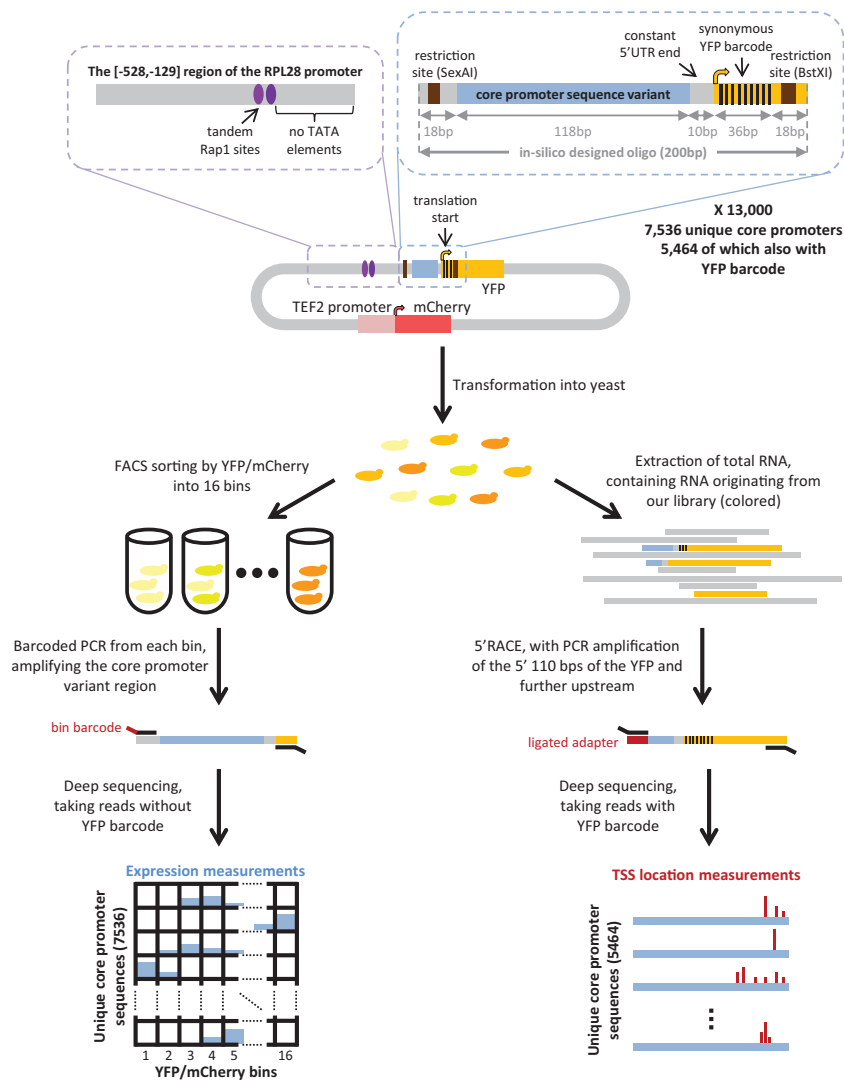 The [-528,-129] region of the RPL28 promoter
tandem
Rap1 sites
no TATA
elements
restriction
site (SexAI)
constant
5'UTR end
synonymous
YFP barcode
restriction
site (BstXI)
core promoter sequence variant
18bp
118bp
10bp
36bp
18bp
in-silico designed oligo (200bp)
translation
start
X 13,000
7,536 unique core promoters
5,464 of which also with
YFP barcode
YFP
TEF2 promoter
mCherry
Transformation into yeast
FACS sorting by YFP/mCherry
into 16 bins
Extraction of total RNA,
containing RNA originating from
our library (colored)
Barcoded PCR from each bin,
amplifying the core promoter
variant region
5'RACE, with PCR amplification
of the 5' 110 bps of the YFP and
further upstream
bin barcode
ligated adapter
Deep sequencing,
taking reads without
YFP barcode
Deep sequencing,
taking reads with
YFP barcode
Expression measurements
Unique core promoter
sequences (7536)
1 2 3 4 5 16
YFP/mCherry bins
TSS location measurements
Unique core promoter
sequences (5464)